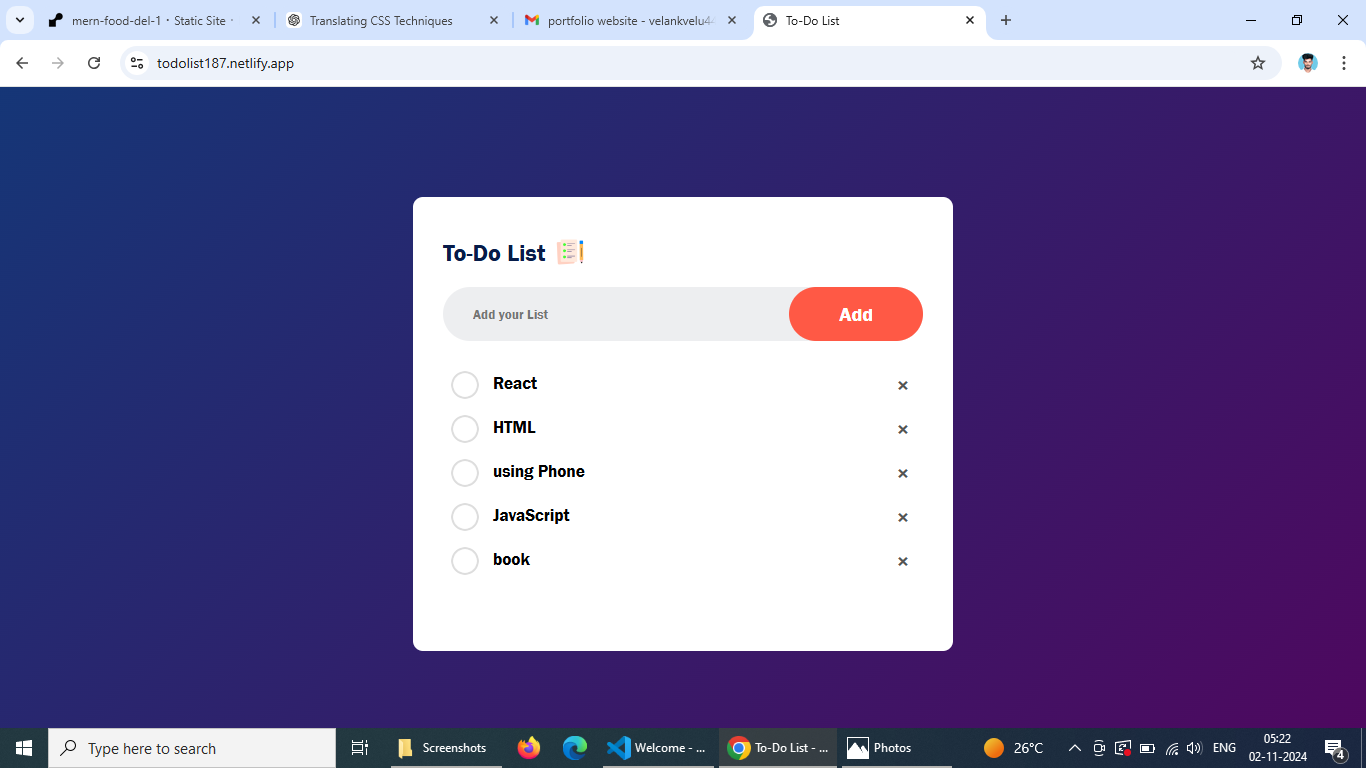 mern-food-del-1 · Static Site ·
Translating CSS Techniques
portfolio website - velankvelu44
To-Do List
todolist187.netlify.app
To-Do List
Add your List
Add
React
×
HTML
×
using Phone
×
JavaScript
×
book
×
Type here to search
Screenshots
Welcome - ...
To-Do List - ...
Photos
26°C
ENG
05:22
02-11-2024
4